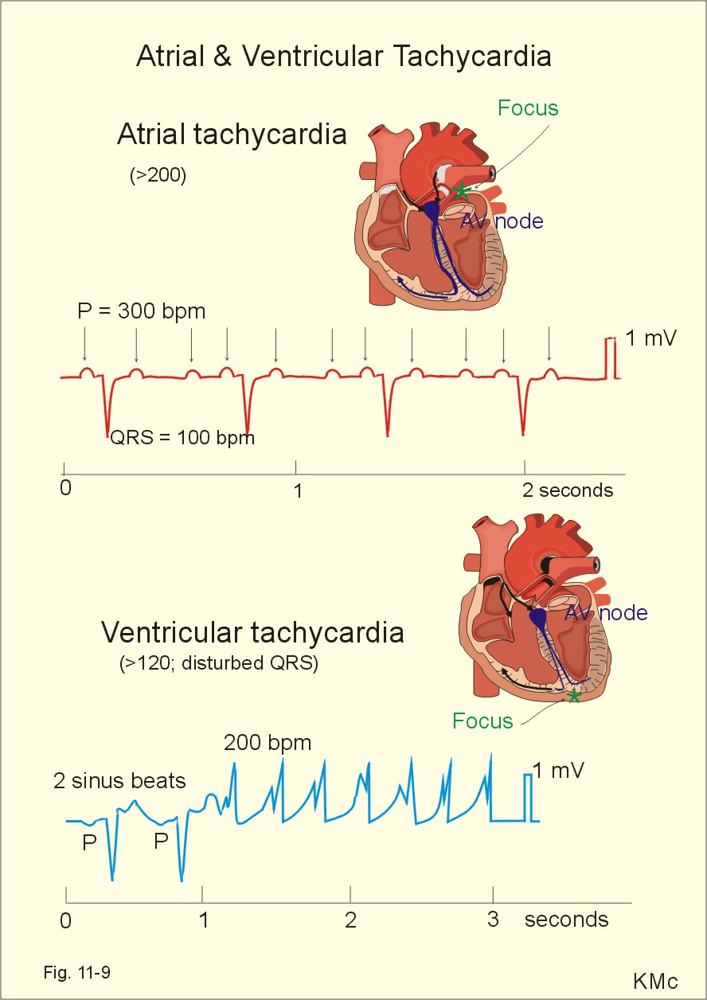 Atrial & Ventricular Tachycardia
Focus
Atrial tachycardia
(>200)
AV node
P = 300 bpm
1 mV
QRS = 100 bpm
0
1
2 seconds
AV node
Ventricular tachycardia
(>120; disturbed QRS)
Focus
200 bpm
1 mV
2 sinus beats
P
P
0
1
2
3
seconds
Fig. 11-9
KMc